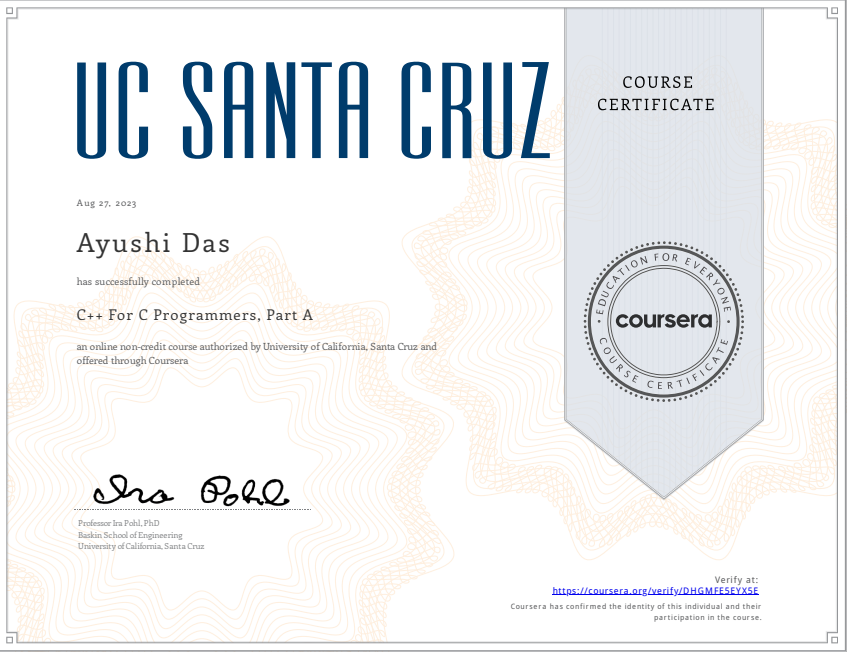 UC SANTA CRUZ
COURSE
CERTIFICATE
Aug 27, 2023
Ayushi Das
has successfully completed
C++ For C Programmers, Part A
an online non-credit course authorized by University of California, Santa Cruz and
offered through Coursera
EDUCATION FOR EVERYONE
coursera
COURSE CERTIFICATE
Ira Pohl
Professor Ira Pohl, PhD
Baskin School of Engineering
University of California, Santa Cruz
Verify at:
https://coursera.org/verify/DHGMFE5EYX5E
Coursera has confirmed the identity of this individual and their
participation in the course.